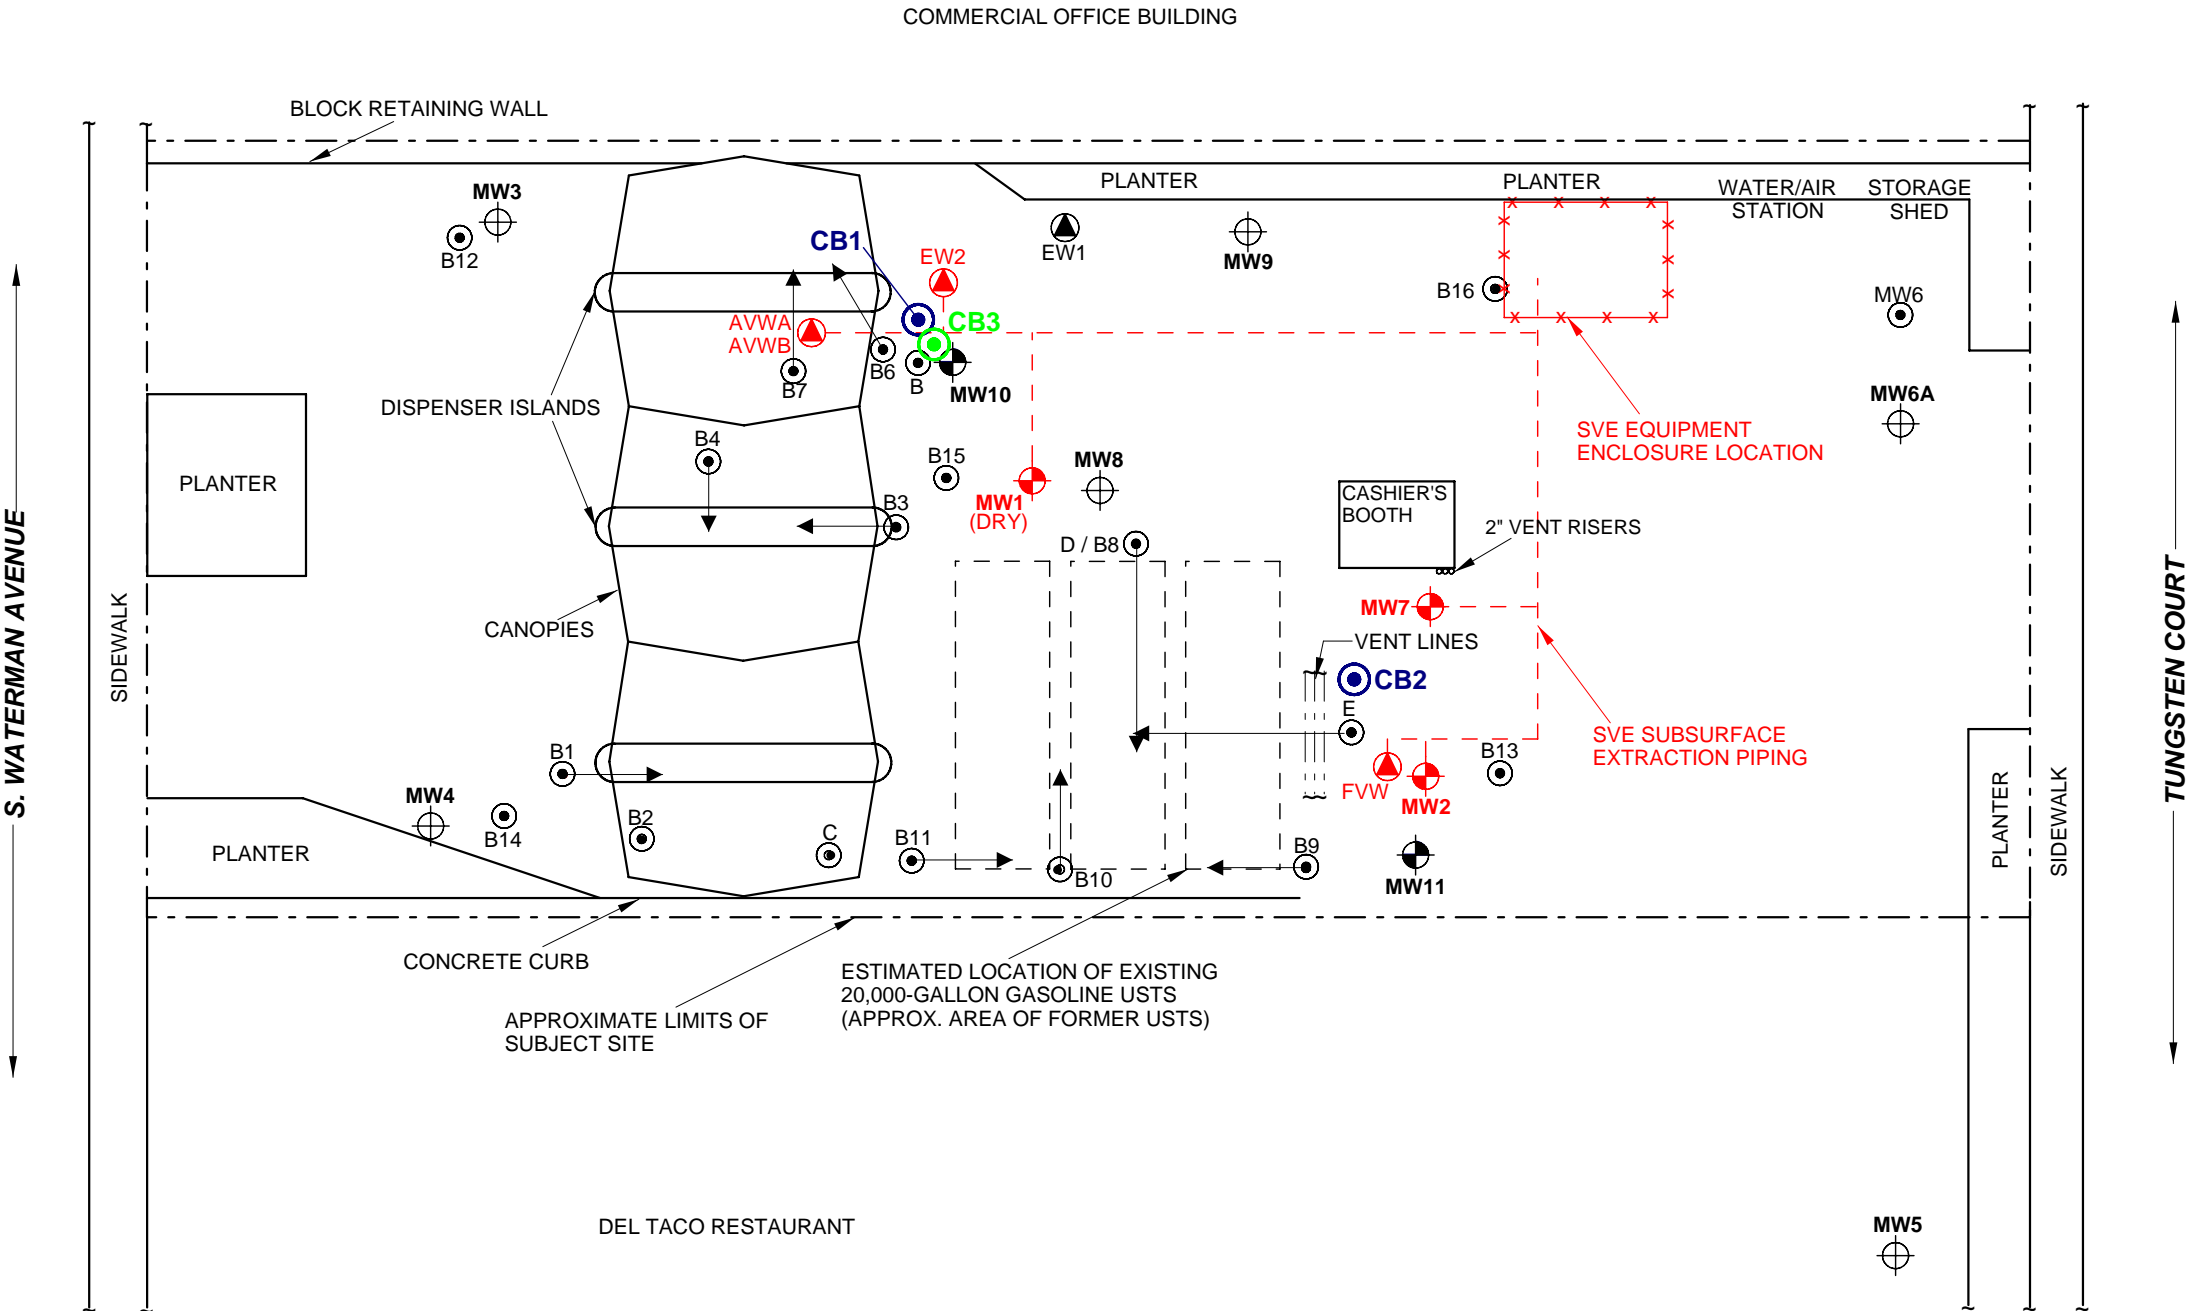 COMMERCIAL OFFICE BUILDING
BLOCK RETAINING WALL
MW3
B12
PLANTER
PLANTER
WATER/AIR
STATION
STORAGE
SHED
CB1
EW2
EW1
MW9
B16
MW6
CB3
AVWA
AVWB
B7
B6
B
MW10
MW6A
DISPENSER ISLANDS
SVE EQUIPMENT
ENCLOSURE LOCATION
PLANTER
B4
B15
MW8
MW1
(DRY)
B3
CASHIER'S
BOOTH
2" VENT RISERS
D / B8
S. WATERMAN AVENUE
SIDEWALK
CANOPIES
MW7
VENT LINES
CB2
E
TUNGSTEN COURT
SVE SUBSURFACE
EXTRACTION PIPING
B1
B13
FVW
MW2
MW4
B14
B2
C
B11
B10
B9
MW11
PLANTER
PLANTER
SIDEWALK
CONCRETE CURB
APPROXIMATE LIMITS OF
SUBJECT SITE
ESTIMATED LOCATION OF EXISTING
20,000-GALLON GASOLINE USTS
(APPROX. AREA OF FORMER USTS)
DEL TACO RESTAURANT
MW5